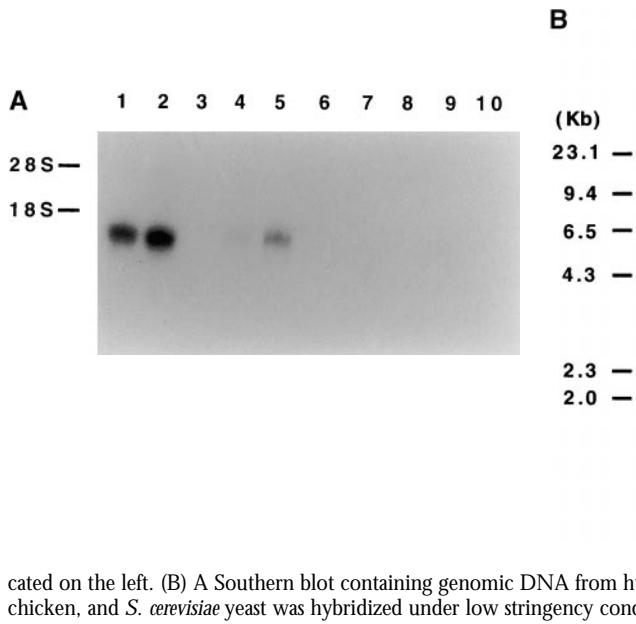 B
A 1 2 3 4 5 6 7 8 9 10
(Kb)
28S
23.1
18S
9.4
6.5
4.3
2.3
2.0
cated on the left. (B) A Southern blot containing genomic DNA from
chicken, and S. cerevisiae yeast was hybridized under low stringency